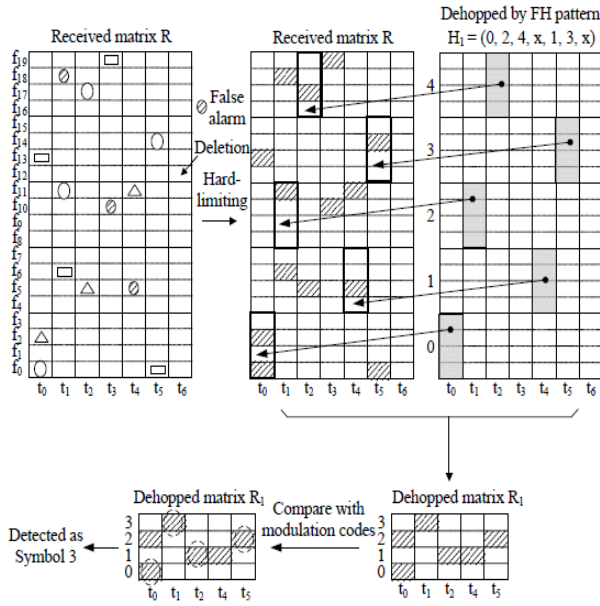 Dehopped by FH pattern
Received matrix R
Received matrix R
H₁ = (0, 2, 4, x, 1, 3, x)
f₁₉
f₁₈
f₁₇
f₁₆
f₁₅
f₁₄
f₁₃
f₁₂
f₁₁
f₁₀
f₉
f₈
f₇
f₆
f₅
f₄
f₃
f₂
f₁
f₀
t₀ t₁ t₂ t₃ t₄ t₅ t₆
False
alarm
Deletion
Hard-
limiting
t₀ t₁ t₂ t₃ t₄ t₅ t₆
4
3
2
1
0
t₀ t₁ t₂ t₃ t₄ t₅ t₆
Dehopped matrix R₁
3
2
1
0
t₀ t₁ t₂ t₄ t₅
Compare with
modulation codes
Dehopped matrix R₁
3
2
1
0
t₀ t₁ t₂ t₄ t₅
Detected as
Symbol 3